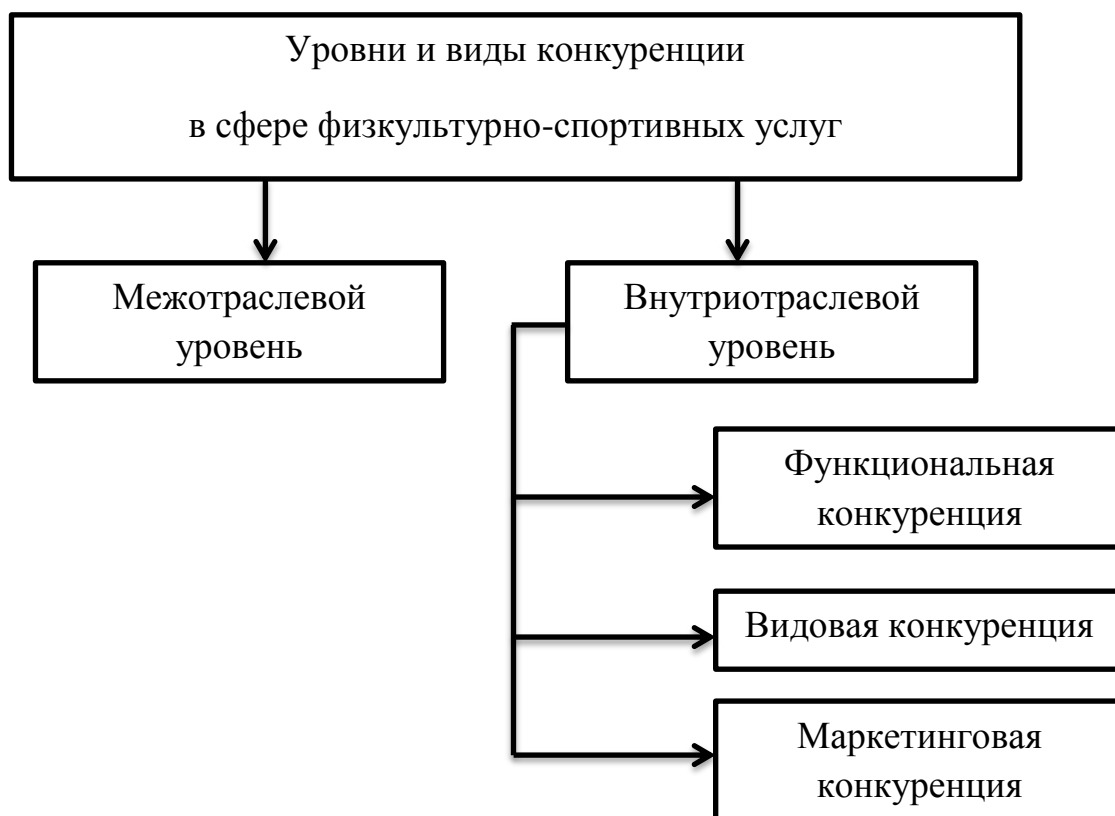 Уровни и виды конкуренции
в сфере физкультурно-спортивных услуг
Межотраслевой
уровень
Внутриотраслевой
уровень
Функциональная
конкуренция
Видовая конкуренция
Маркетинговая
конкуренция